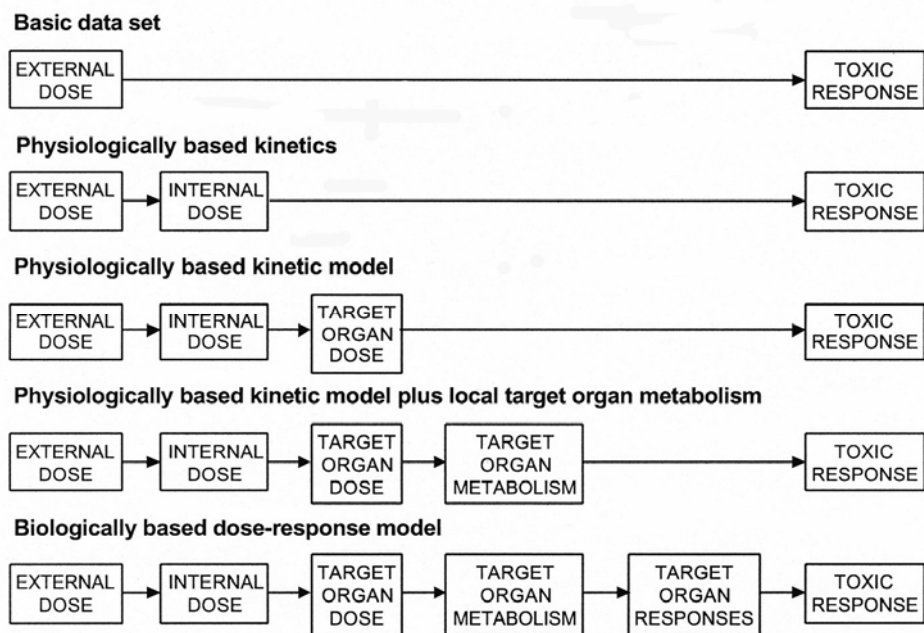 Basic data set
EXTERNAL
DOSE
TOXIC
RESPONSE
Physiologically based kinetics
EXTERNAL
DOSE
INTERNAL
DOSE
TOXIC
RESPONSE
Physiologically based kinetic model
EXTERNAL
DOSE
INTERNAL
DOSE
TARGET
ORGAN
DOSE
TOXIC
RESPONSE
Physiologically based kinetic model plus local target organ metabolism
EXTERNAL
DOSE
INTERNAL
DOSE
TARGET
ORGAN
DOSE
TARGET
ORGAN
METABOLISM
TOXIC
RESPONSE
Biologically based dose-response model
EXTERNAL
DOSE
INTERNAL
DOSE
TARGET
ORGAN
DOSE
TARGET
ORGAN
METABOLISM
TARGET
ORGAN
RESPONSES
TOXIC
RESPONSE